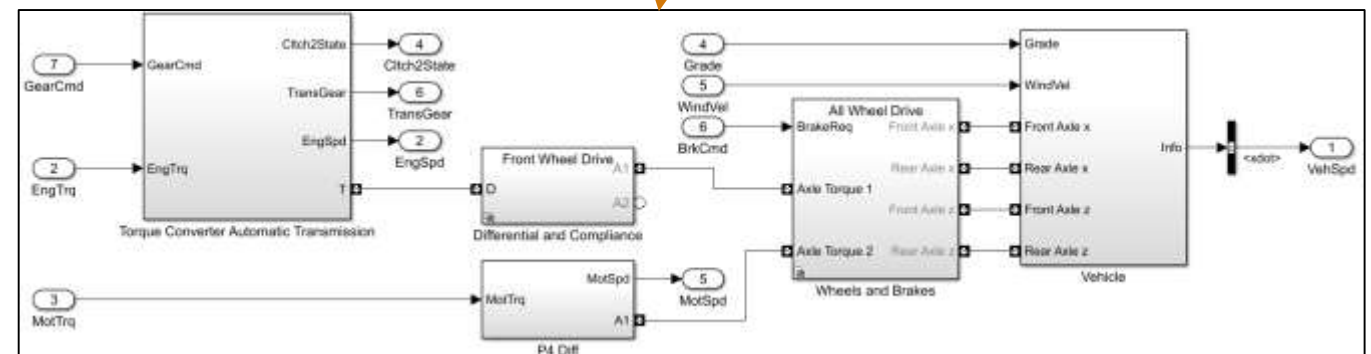 7
GearCmd
2
EngTrq
3
MotTrq
GearCmd
EngTrq
Cltch2State
TransGear
EngSpd
T
Torque Converter Automatic Transmission
4
Cltch2State
6
TransGear
2
EngSpd
Front Wheel Drive
D
A1
A2
Differential and Compliance
MotTrq
MotSpd
A1
P4 Diff
5
MotSpd
4
Grade
5
WindVel
6
BrkCmd
All Wheel Drive
BrakeReq
Axle Torque 1
Axle Torque 2
Front Axle x
Rear Axle x
Front Axle z
Rear Axle z
Wheels and Brakes
Grade
WindVel
Front Axle x
Rear Axle x
Front Axle z
Rear Axle z
Info
Vehicle
<xdot>
1
VehSpd